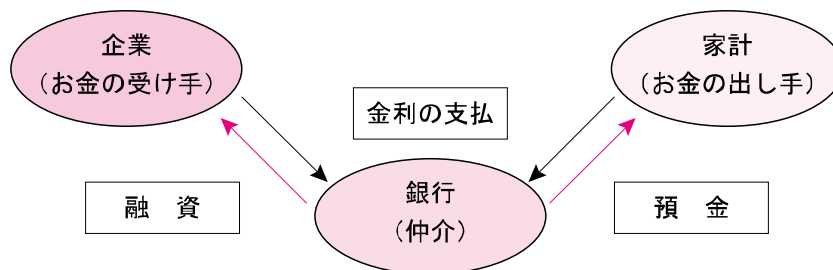 企業
（お金の受け手）
家計
（お金の出し手）
金利の支払
融　資
銀行
（仲介）
預　金